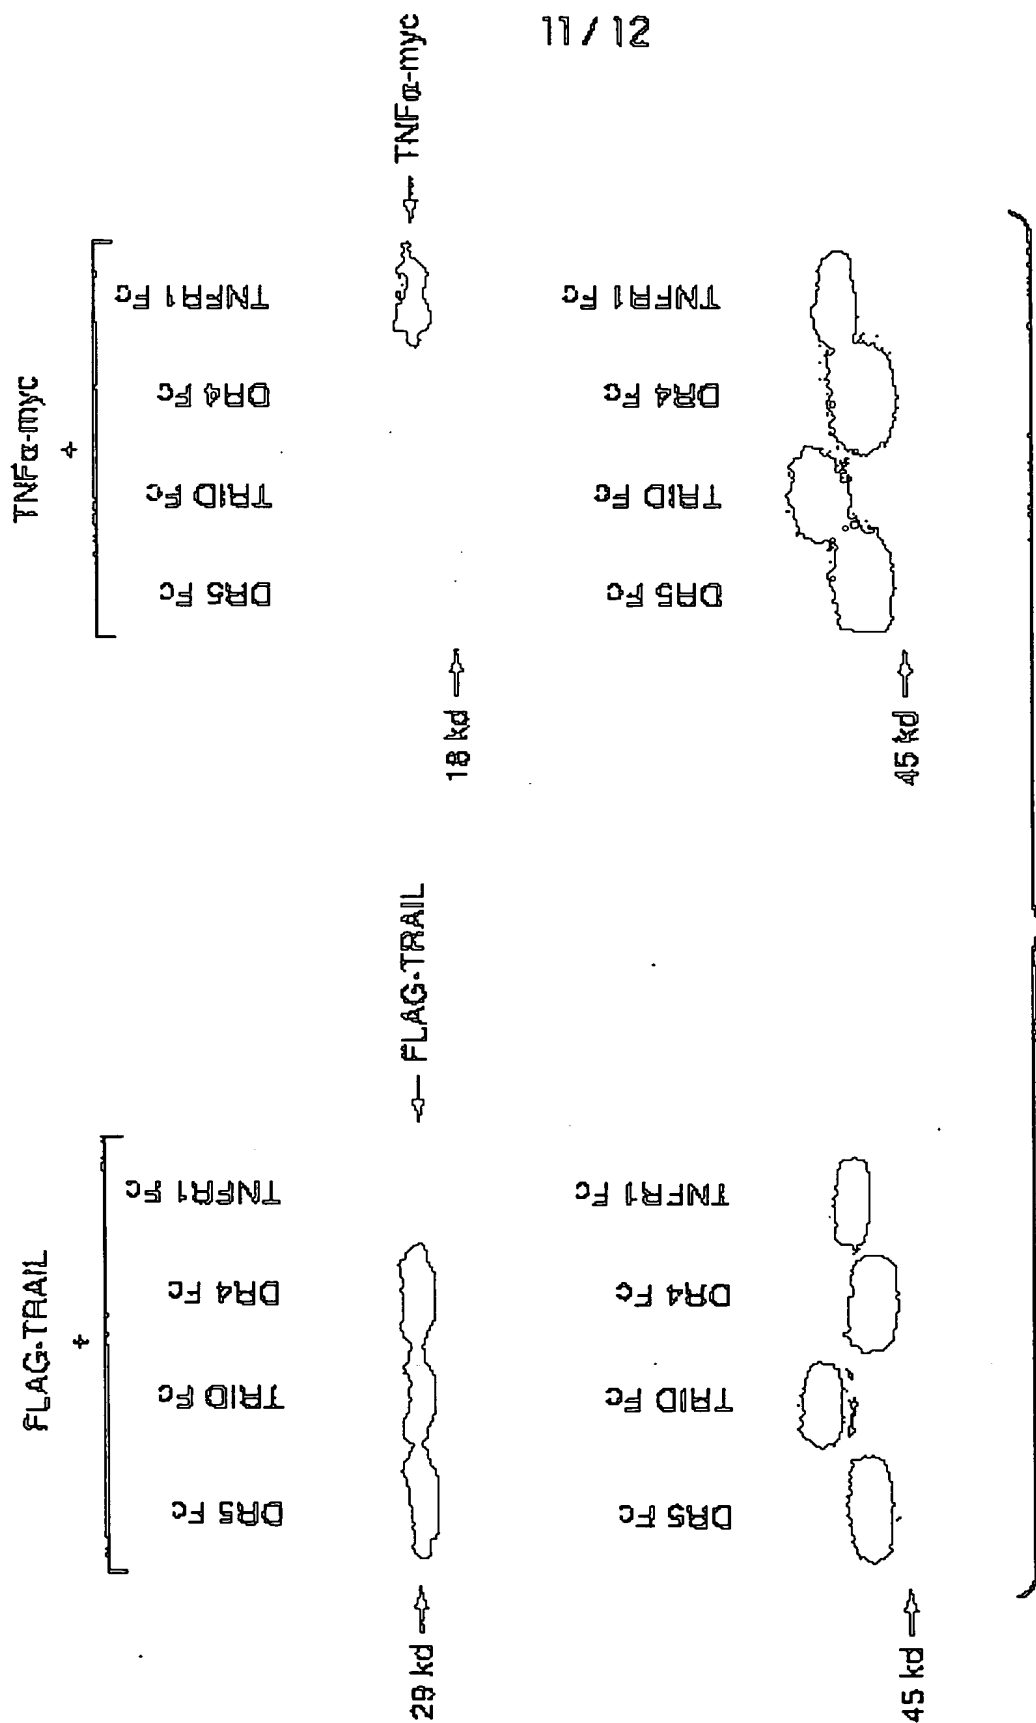 11 / 12
FLAG-TRAIL
+
DR5 Fc
TRID Fc
DR4 Fc
TNFR1 Fc
29 kd →
← FLAG-TRAIL
DR5 Fc
TRID Fc
DR4 Fc
TNFR1 Fc
45 kd →
TNFα-myc
+
DR5 Fc
TRID Fc
DR4 Fc
TNFR1 Fc
18 kd →
← TNFα-myc
DR5 Fc
TRID Fc
DR4 Fc
TNFR1 Fc
45 kd →